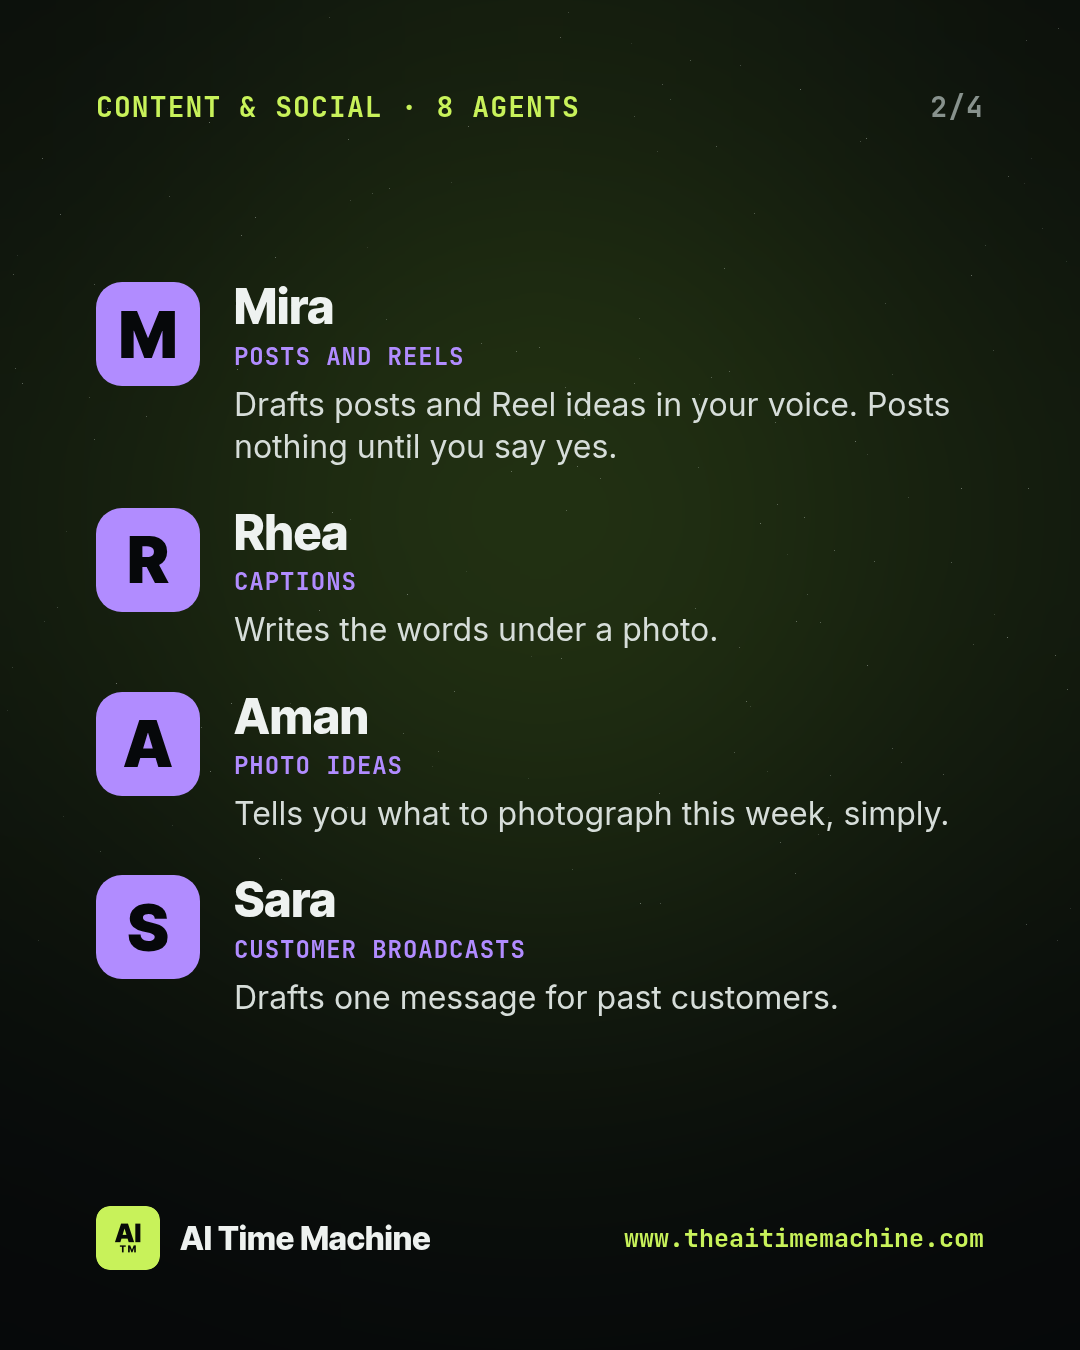 CONTENT & SOCIAL · 8 AGENTS
2/4
M
Mira
POSTS AND REELS
Drafts posts and Reel ideas in your voice. Posts
nothing until you say yes.
R
Rhea
CAPTIONS
Writes the words under a photo.
A
Aman
PHOTO IDEAS
Tells you what to photograph this week, simply.
S
Sara
CUSTOMER BROADCASTS
Drafts one message for past customers.
AI
TM
AI Time Machine
www.theaitimemachine.com